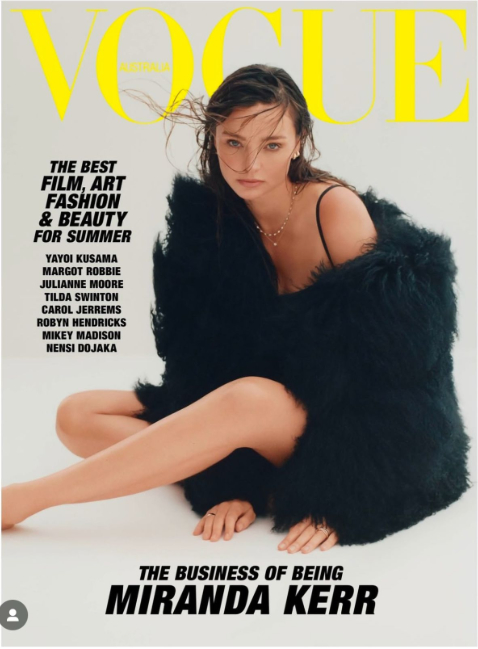 VOGUE
AUSTRALIA
THE BEST
FILM, ART
FASHION
& BEAUTY
FOR SUMMER
YAYOI KUSAMA
MARGOT ROBBIE
JULIANNE MOORE
TILDA SWINTON
CAROL JERREMS
ROBYN HENDRICKS
MIKEY MADISON
NENSI DOJAKA
THE BUSINESS OF BEING
MIRANDA KERR